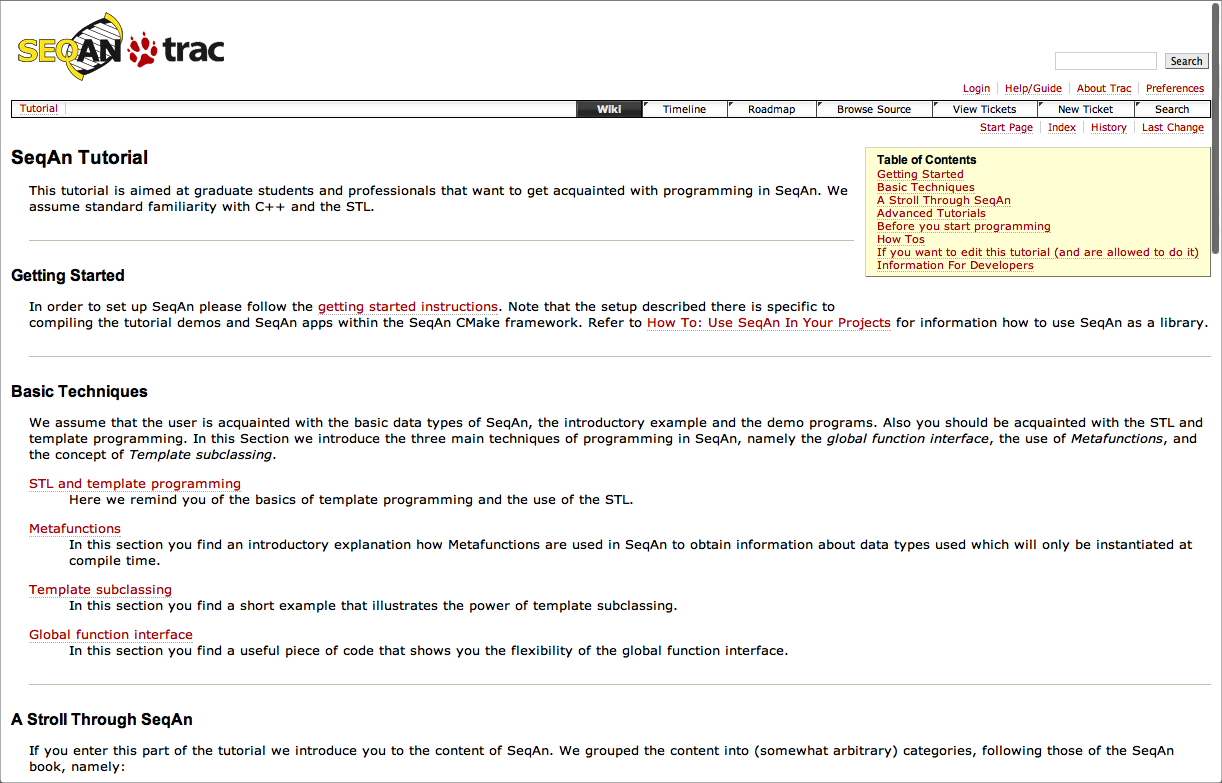 SEQAN trac
Search
Login Help/Guide About Trac Preferences
Tutorial Wiki Timeline Roadmap Browse Source View Tickets New Ticket Search
Start Page Index History Last Change
SeqAn Tutorial
This tutorial is aimed at graduate students and professionals that want to get acquainted with programming in SeqAn. We
assume standard familiarity with C++ and the STL.
Table of Contents
Getting Started
Basic Techniques
A Stroll Through SeqAn
Advanced Tutorials
Before you start programming
How Tos
If you want to edit this tutorial (and are allowed to do it)
Information For Developers
Getting Started
In order to set up SeqAn please follow the getting started instructions. Note that the setup described there is specific to
compiling the tutorial demos and SeqAn apps within the SeqAn CMake framework. Refer to How To: Use SeqAn In Your Projects for information how to use SeqAn as a library.
Basic Techniques
We assume that the user is acquainted with the basic data types of SeqAn, the introductory example and the demo programs. Also you should be acquainted with the STL and
template programming. In this Section we introduce the three main techniques of programming in SeqAn, namely the global function interface, the use of Metafunctions, and
the concept of Template subclassing.
STL and template programming
Here we remind you of the basics of template programming and the use of the STL.
Metafunctions
In this section you find an introductory explanation how Metafunctions are used in SeqAn to obtain information about data types used which will only be instantiated at
compile time.
Template subclassing
In this section you find a short example that illustrates the power of template subclassing.
Global function interface
In this section you find a useful piece of code that shows you the flexibility of the global function interface.
A Stroll Through SeqAn
If you enter this part of the tutorial we introduce you to the content of SeqAn. We grouped the content into (somewhat arbitrary) categories, following those of the SeqAn
book, namely: